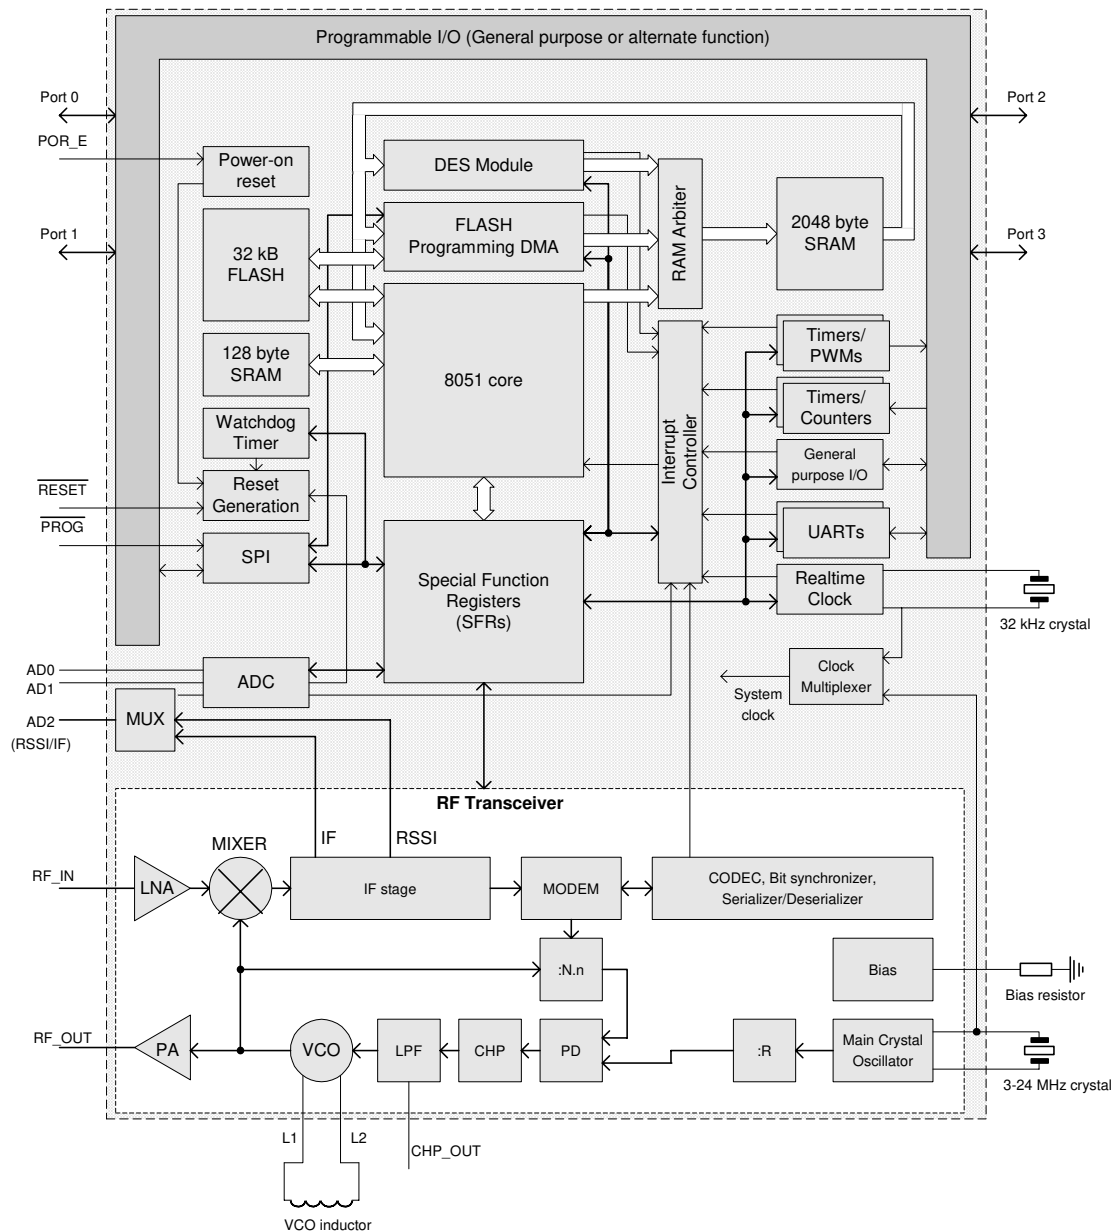 Programmable I/O (General purpose or alternate function)
Port 0
Port 2
POR_E
Power-on
reset
DES Module
RAM Arbiter
2048 byte
SRAM
Port 1
Port 3
32 kB
FLASH
FLASH
Programming DMA
128 byte
SRAM
8051 core
Interrupt
Controller
Timers/
PWMs
Timers/
Counters
Watchdog
Timer
General
purpose I/O
RESET
Reset
Generation
PROG
SPI
UARTs
Special Function
Registers
(SFRs)
Realtime
Clock
32 kHz crystal
AD0
AD1
ADC
Clock
Multiplexer
System
clock
AD2
(RSSI/IF)
MUX
RF Transceiver
MIXER
IF
RSSI
RF_IN
LNA
IF stage
MODEM
CODEC, Bit synchronizer,
Serializer/Deserializer
:N.n
Bias
Bias resistor
RF_OUT
PA
VCO
LPF
CHP
PD
:R
Main Crystal
Oscillator
3-24 MHz crystal
L1
L2
CHP_OUT
VCO inductor